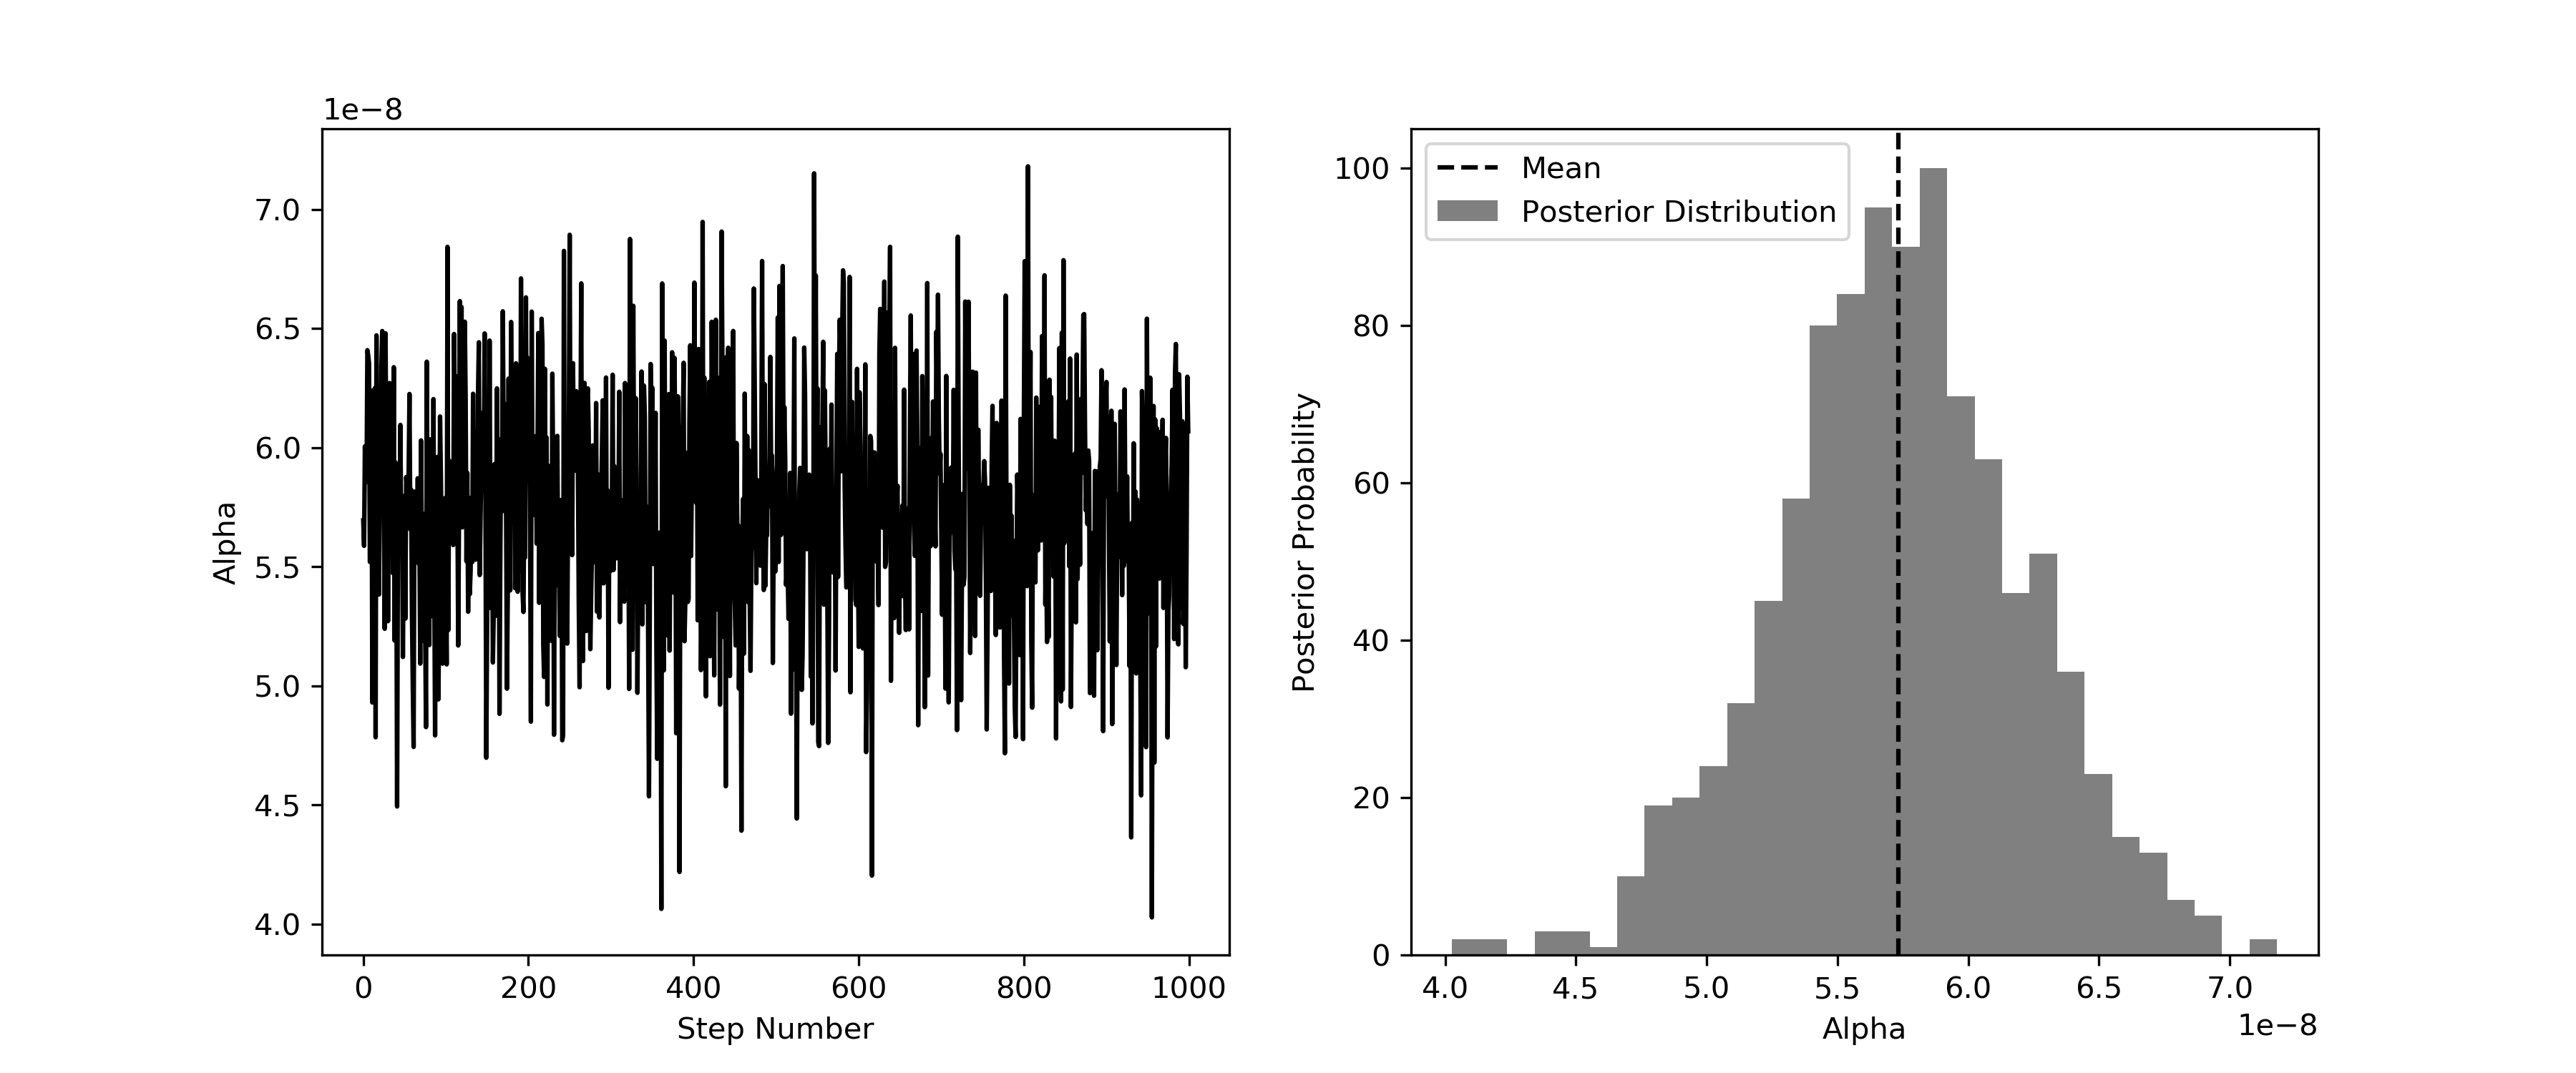 1e−8
7.0
6.5
6.0
5.5
5.0
4.5
4.0
Alpha
0 200 400 600 800 1000
Step Number
Mean
Posterior Distribution
100
80
60
40
20
0
Posterior Probability
4.0 4.5 5.0 5.5 6.0 6.5 7.0
Alpha
1e−8